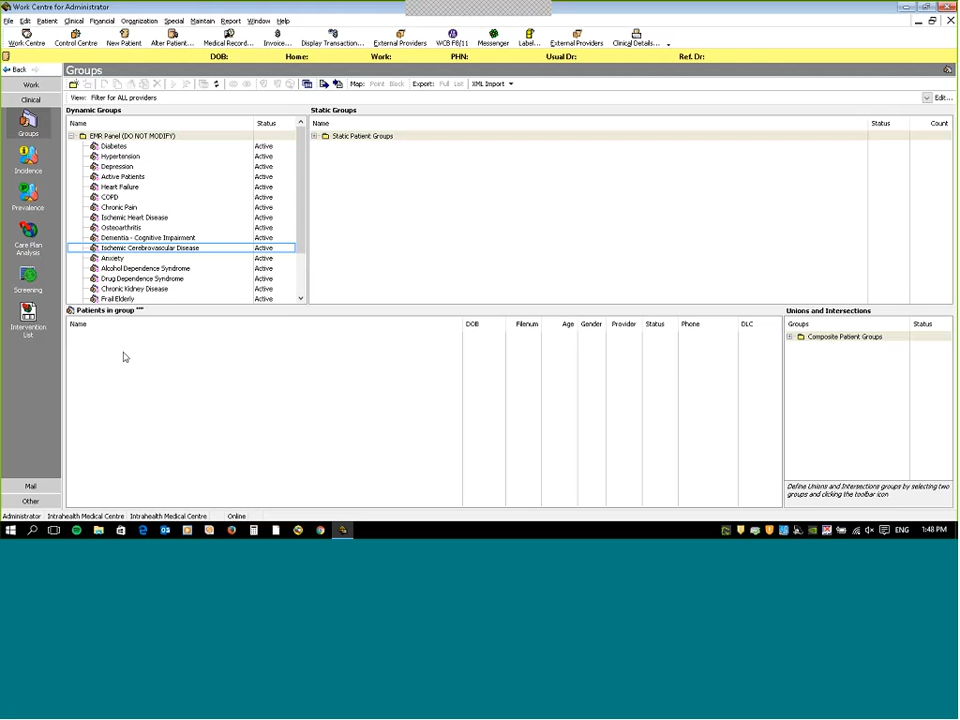 Work Centre for Administrator
File Edit Patient Clinical Financial Organization Special Maintain Report Window Help
Work Centre Control Centre New Patient Alter Patient... Medical Record... Invoice... Display Transaction... External Providers WCB F8/11 Messenger Label... External Providers Clinical Details...
DOB: Home: Work: PHN: Usual Dr: Ref. Dr:
Back
Groups
Work
Map: Point Block Export: Full List XML Import
Clinical
View: Filter for ALL providers
Edit...
Dynamic Groups
Static Groups
Name Status
Name Status Count
EMR Panel (DO NOT MODIFY)
Static Patient Groups
Diabetes Active
Hypertension Active
Depression Active
Active Patients Active
Heart Failure Active
COPD Active
Chronic Pain Active
Ischemic Heart Disease Active
Osteoarthritis Active
Dementia - Cognitive Impairment Active
Ischemic Cerebrovascular Disease Active
Anxiety Active
Alcohol Dependence Syndrome Active
Drug Dependence Syndrome Active
Chronic Kidney Disease Active
Frail Elderly Active
Groups
Incidence
Prevalence
Care Plan
Analysis
Screening
Intervention
List
Patients in group ""
Name DOB Filenum Age Gender Provider Status Phone DLC
Unions and Intersections
Groups Status
Composite Patient Groups
Define Unions and Intersections groups by selecting two
groups and clicking the toolbar icon
Mail
Other
Administrator Intrahealth Medical Centre Intrahealth Medical Centre Online
ENG 1:48 PM